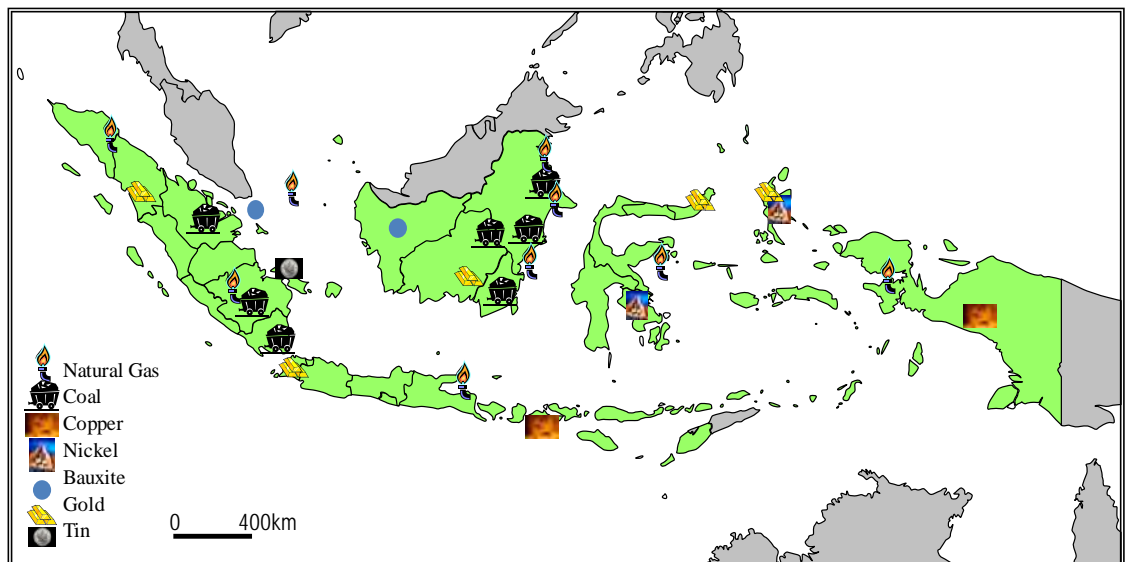 Natural Gas
Coal
Copper
Nickel
Bauxite
Gold
Tin
0 400km